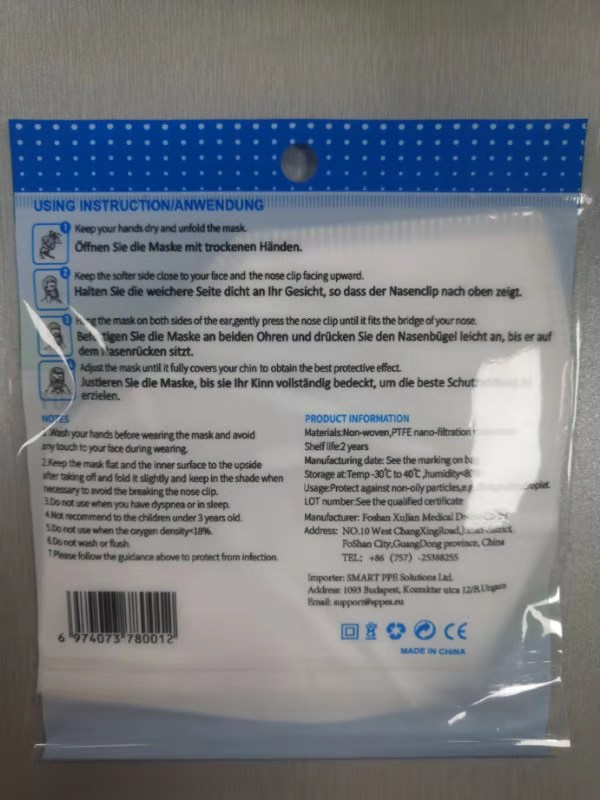 USING INSTRUCTION/ANWENDUNG
1 Keep your hands dry and unfold the mask.
Öffnen Sie die Maske mit trockenen Händen.
2 Keep the softer side close to your face and the nose clip facing upward.
Halten Sie die weichere Seite dicht an Ihr Gesicht, so dass der Nasenclip nach oben zeigt.
3 the mask on both sides of the ear,gently press the nose clip until it fits the bridge of your nose.
Sie die Maske an beiden Ohren und drücken Sie den Nasenbügel leicht an, bis er auf
dem Nasenrücken sitzt.
Adjust the mask until it fully covers your chin to obtain the best protective effect.
Justieren Sie die Maske, bis sie Ihr Kinn vollständig bedeckt, um die beste
erzielen.
NOTES
1.Wash your hands before wearing the mask and avoid
any touch to your face during wearing.
2.Keep the mask flat and the inner surface to the upside
after taking off and fold it slightly and keep in the shade when
necessary to avoid the breaking the nose clip.
3.Do not use when you have dyspnea or in sleep.
4.Not recommend to the children under 3 years old.
5.Do not use when the oxygen density<18%.
6.Do not wash or flush.
7.Please follow the guidance above to protect from infection.
6 974073 780012
PRODUCT INFORMATION
Materials:Non-woven,PTFE nano-filtration
Shelf life:2 years
Manufacturing date: See the marking on
Storage at:Temp -30℃ to 40℃,humidity<80%
Usage:Protect against non-oily particles,e.g
LOT number:See the qualified certificate
Manufacturer: Foshan XuJian Medical
Address: NO.10 West ChangXingRoad,
FoShan City,GuangDong province, China
TEL: +86 (757) -25388255
Importer: SMART PPE Solutions Ltd.
Address: 1093 Budapest, Kozraktar utca 12/B,Ungarn
Email: support@sppes.eu
CE
MADE IN CHINA